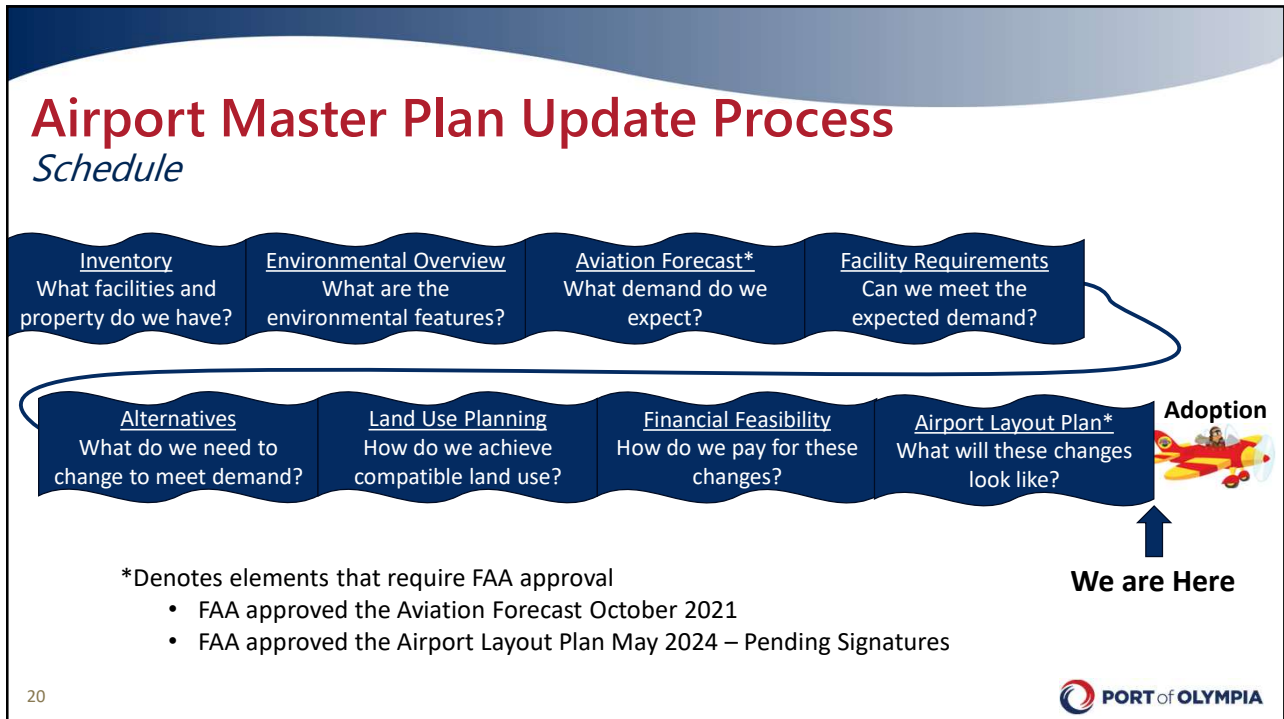 Airport Master Plan Update Process
Schedule
Inventory
What facilities and
property do we have?
Environmental Overview
What are the
environmental features?
Aviation Forecast*
What demand do we
expect?
Facility Requirements
Can we meet the
expected demand?
Alternatives
What do we need to
change to meet demand?
Land Use Planning
How do we achieve
compatible land use?
Financial Feasibility
How do we pay for these
changes?
Airport Layout Plan*
What will these changes
look like?
Adoption
We are Here
*Denotes elements that require FAA approval
• FAA approved the Aviation Forecast October 2021
• FAA approved the Airport Layout Plan May 2024 – Pending Signatures
20
PORT of OLYMPIA